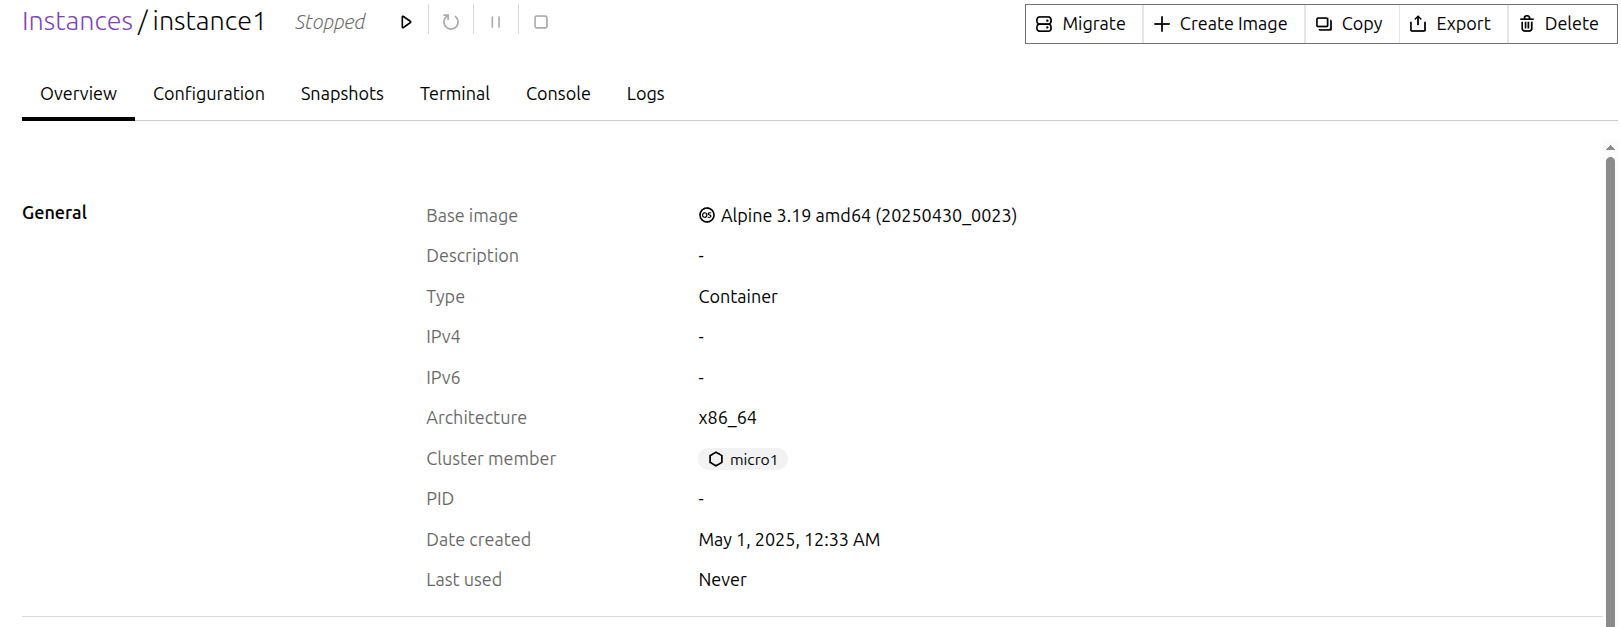 Instances / instance1 Stopped Migrate Create Image Copy Export Delete
Overview Configuration Snapshots Terminal Console Logs
General
Base image Alpine 3.19 amd64 (20250430_0023)
Description -
Type Container
IPv4 -
IPv6 -
Architecture x86_64
Cluster member micro1
PID -
Date created May 1, 2025, 12:33 AM
Last used Never